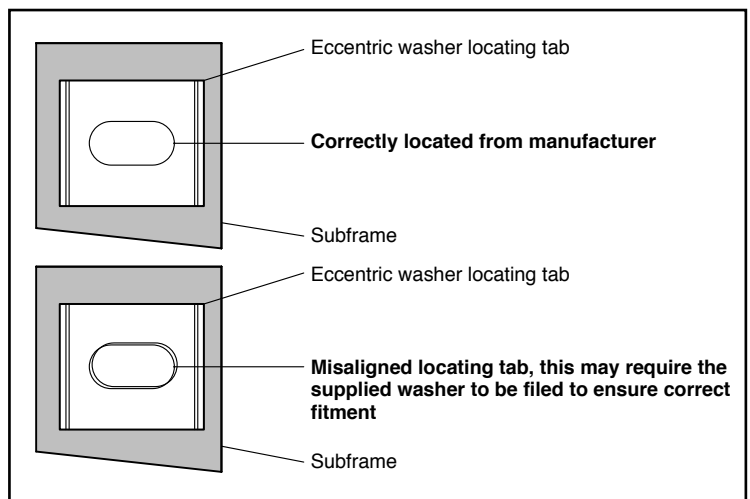 Eccentric washer locating tab
Correctly located from manufacturer
Subframe
Eccentric washer locating tab
Misaligned locating tab, this may require the
supplied washer to be filed to ensure correct
fitment
Subframe